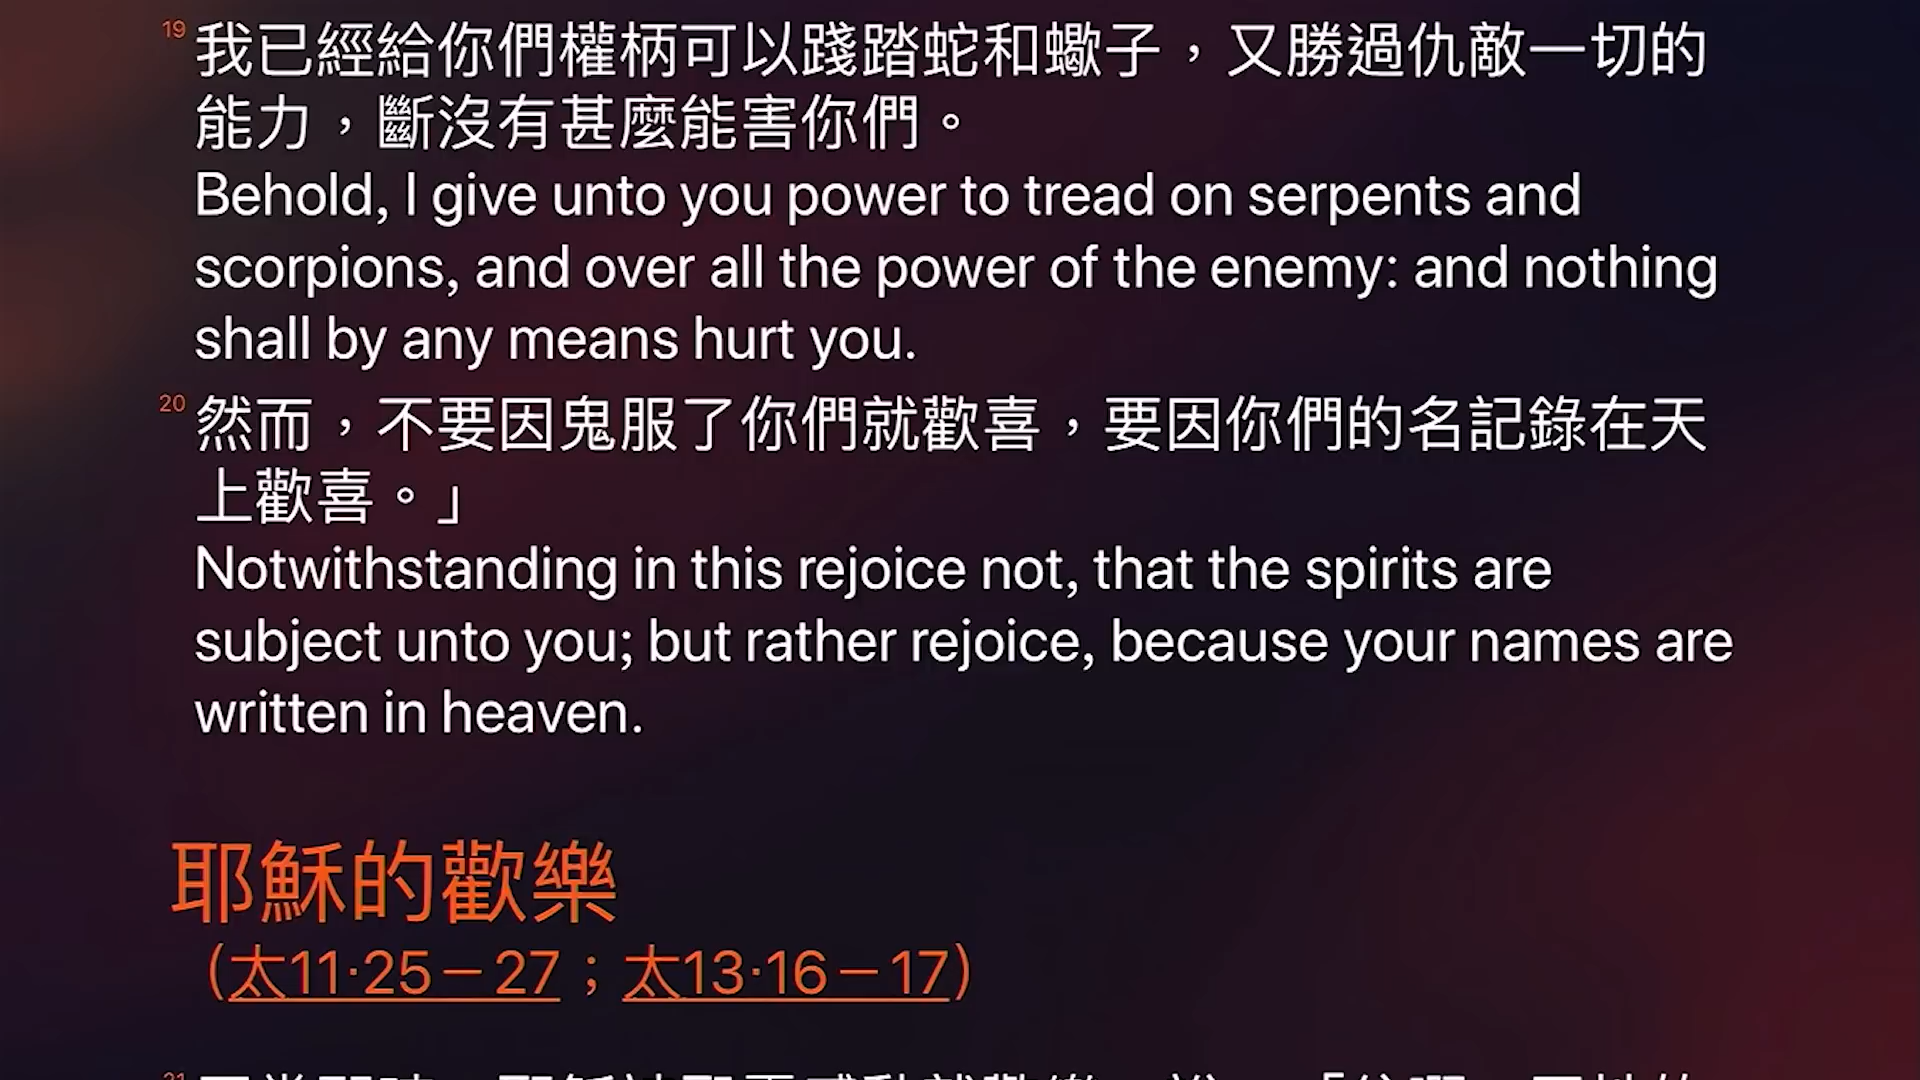 19 我已經給你們權柄可以踐踏蛇和蠍子，又勝過仇敵一切的
能力，斷沒有甚麼能害你們。
Behold, I give unto you power to tread on serpents and
scorpions, and over all the power of the enemy: and nothing
shall by any means hurt you.
20 然而，不要因鬼服了你們就歡喜，要因你們的名記錄在天
上歡喜。」
Notwithstanding in this rejoice not, that the spirits are
subject unto you; but rather rejoice, because your names are
written in heaven.
耶穌的歡樂
（太11·25－27；太13·16－17）